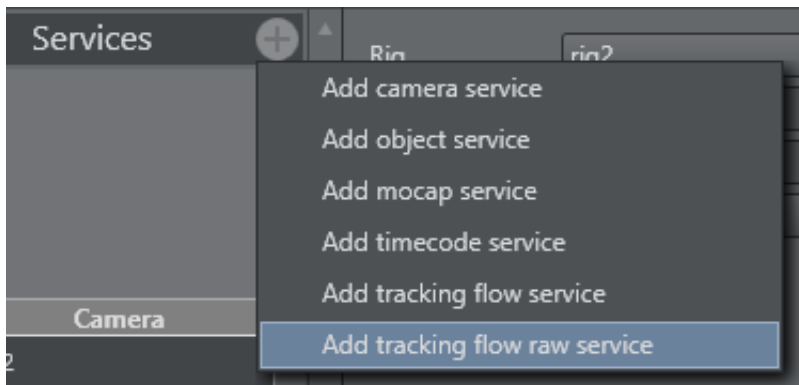 Services
Rig rig2
Add camera service
Add object service
Add mocap service
Add timecode service
Add tracking flow service
Camera
Add tracking flow raw service
2